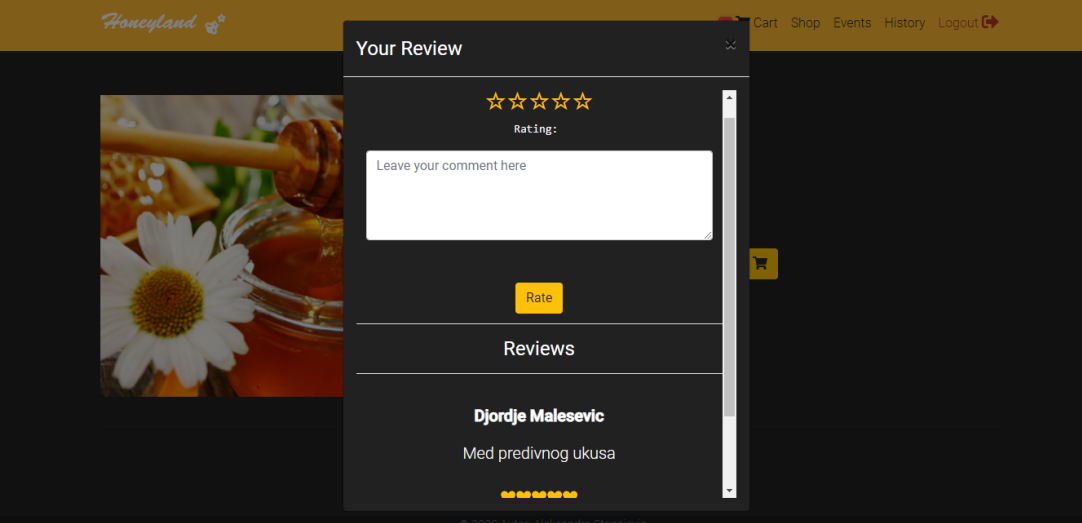 Honeyland
Cart Shop Events History Logout
Your Review
×
Rating:
Leave your comment here
Rate
Reviews
Djordje Malesevic
Med predivnog ukusa